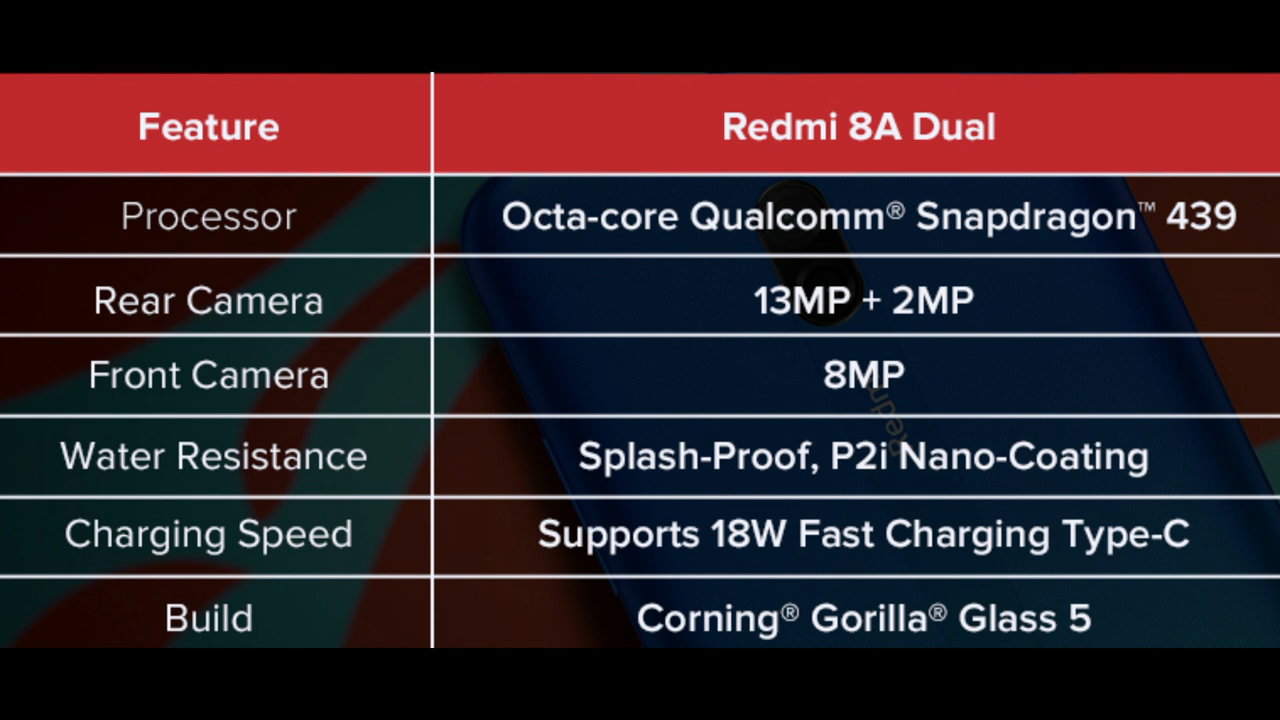 Feature Redmi 8A Dual
Processor Octa-core Qualcomm® Snapdragon™ 439
Rear Camera 13MP + 2MP
Front Camera 8MP
Redmi
Water Resistance Splash-Proof, P2i Nano-Coating
Charging Speed Supports 18W Fast Charging Type-C
Build Corning® Gorilla® Glass 5